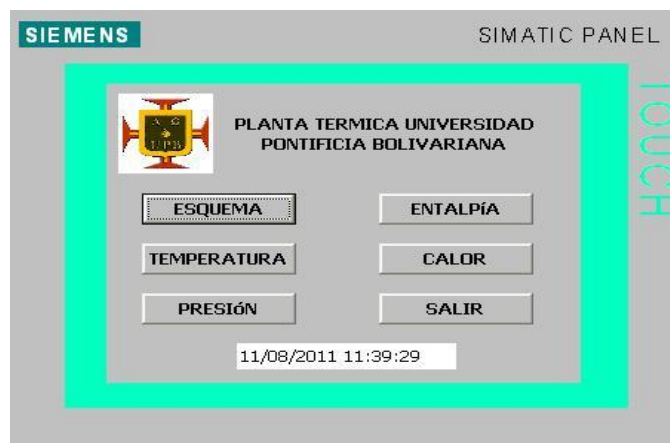 SIEMENS
SIMATIC PANEL
TOUCH
A G
UPB
PLANTA TERMICA UNIVERSIDAD
PONTIFICIA BOLIVARIANA
ESQUEMA
ENTALPíA
TEMPERATURA
CALOR
PRESIóN
SALIR
11/08/2011 11:39:29